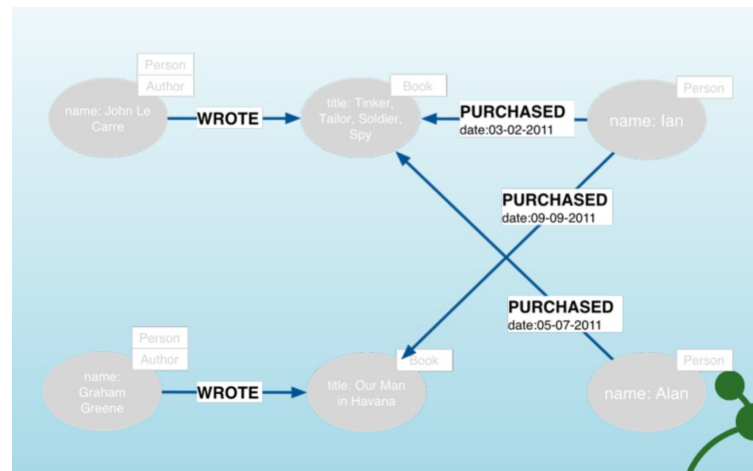 Person
Author
name: John Le
Carre
WROTE
Book
title: Tinker,
Tailor, Soldier,
Spy
PURCHASED
date:03-02-2011
Person
name: Ian
PURCHASED
date:09-09-2011
PURCHASED
date:05-07-2011
Person
Author
name:
Graham
Greene
WROTE
Book
title: Our Man
in Havana
Person
name: Alan